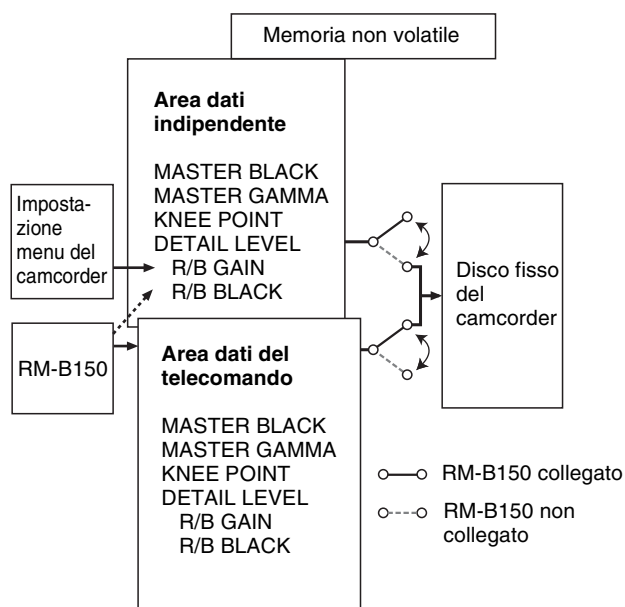 Memoria non volatile
Area dati
indipendente
MASTER BLACK
MASTER GAMMA
KNEE POINT
DETAIL LEVEL
R/B GAIN
R/B BLACK
Imposta-
zione
menu del
camcorder
RM-B150
Area dati del
telecomando
MASTER BLACK
MASTER GAMMA
KNEE POINT
DETAIL LEVEL
R/B GAIN
R/B BLACK
Disco fisso
del
camcorder
RM-B150 collegato
RM-B150 non
collegato